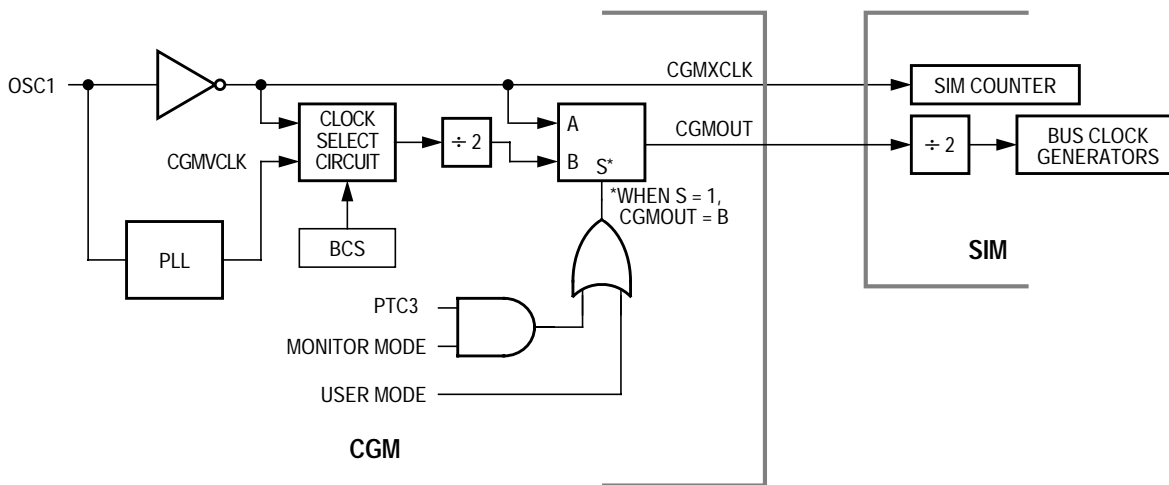 OSC1
CGMXCLK
SIM COUNTER
CLOCK
SELECT
CIRCUIT
CGMVCLK
÷ 2
A
B
S*
CGMOUT
÷ 2
BUS CLOCK
GENERATORS
*WHEN S = 1,
CGMOUT = B
PLL
BCS
SIM
PTC3
MONITOR MODE
USER MODE
CGM